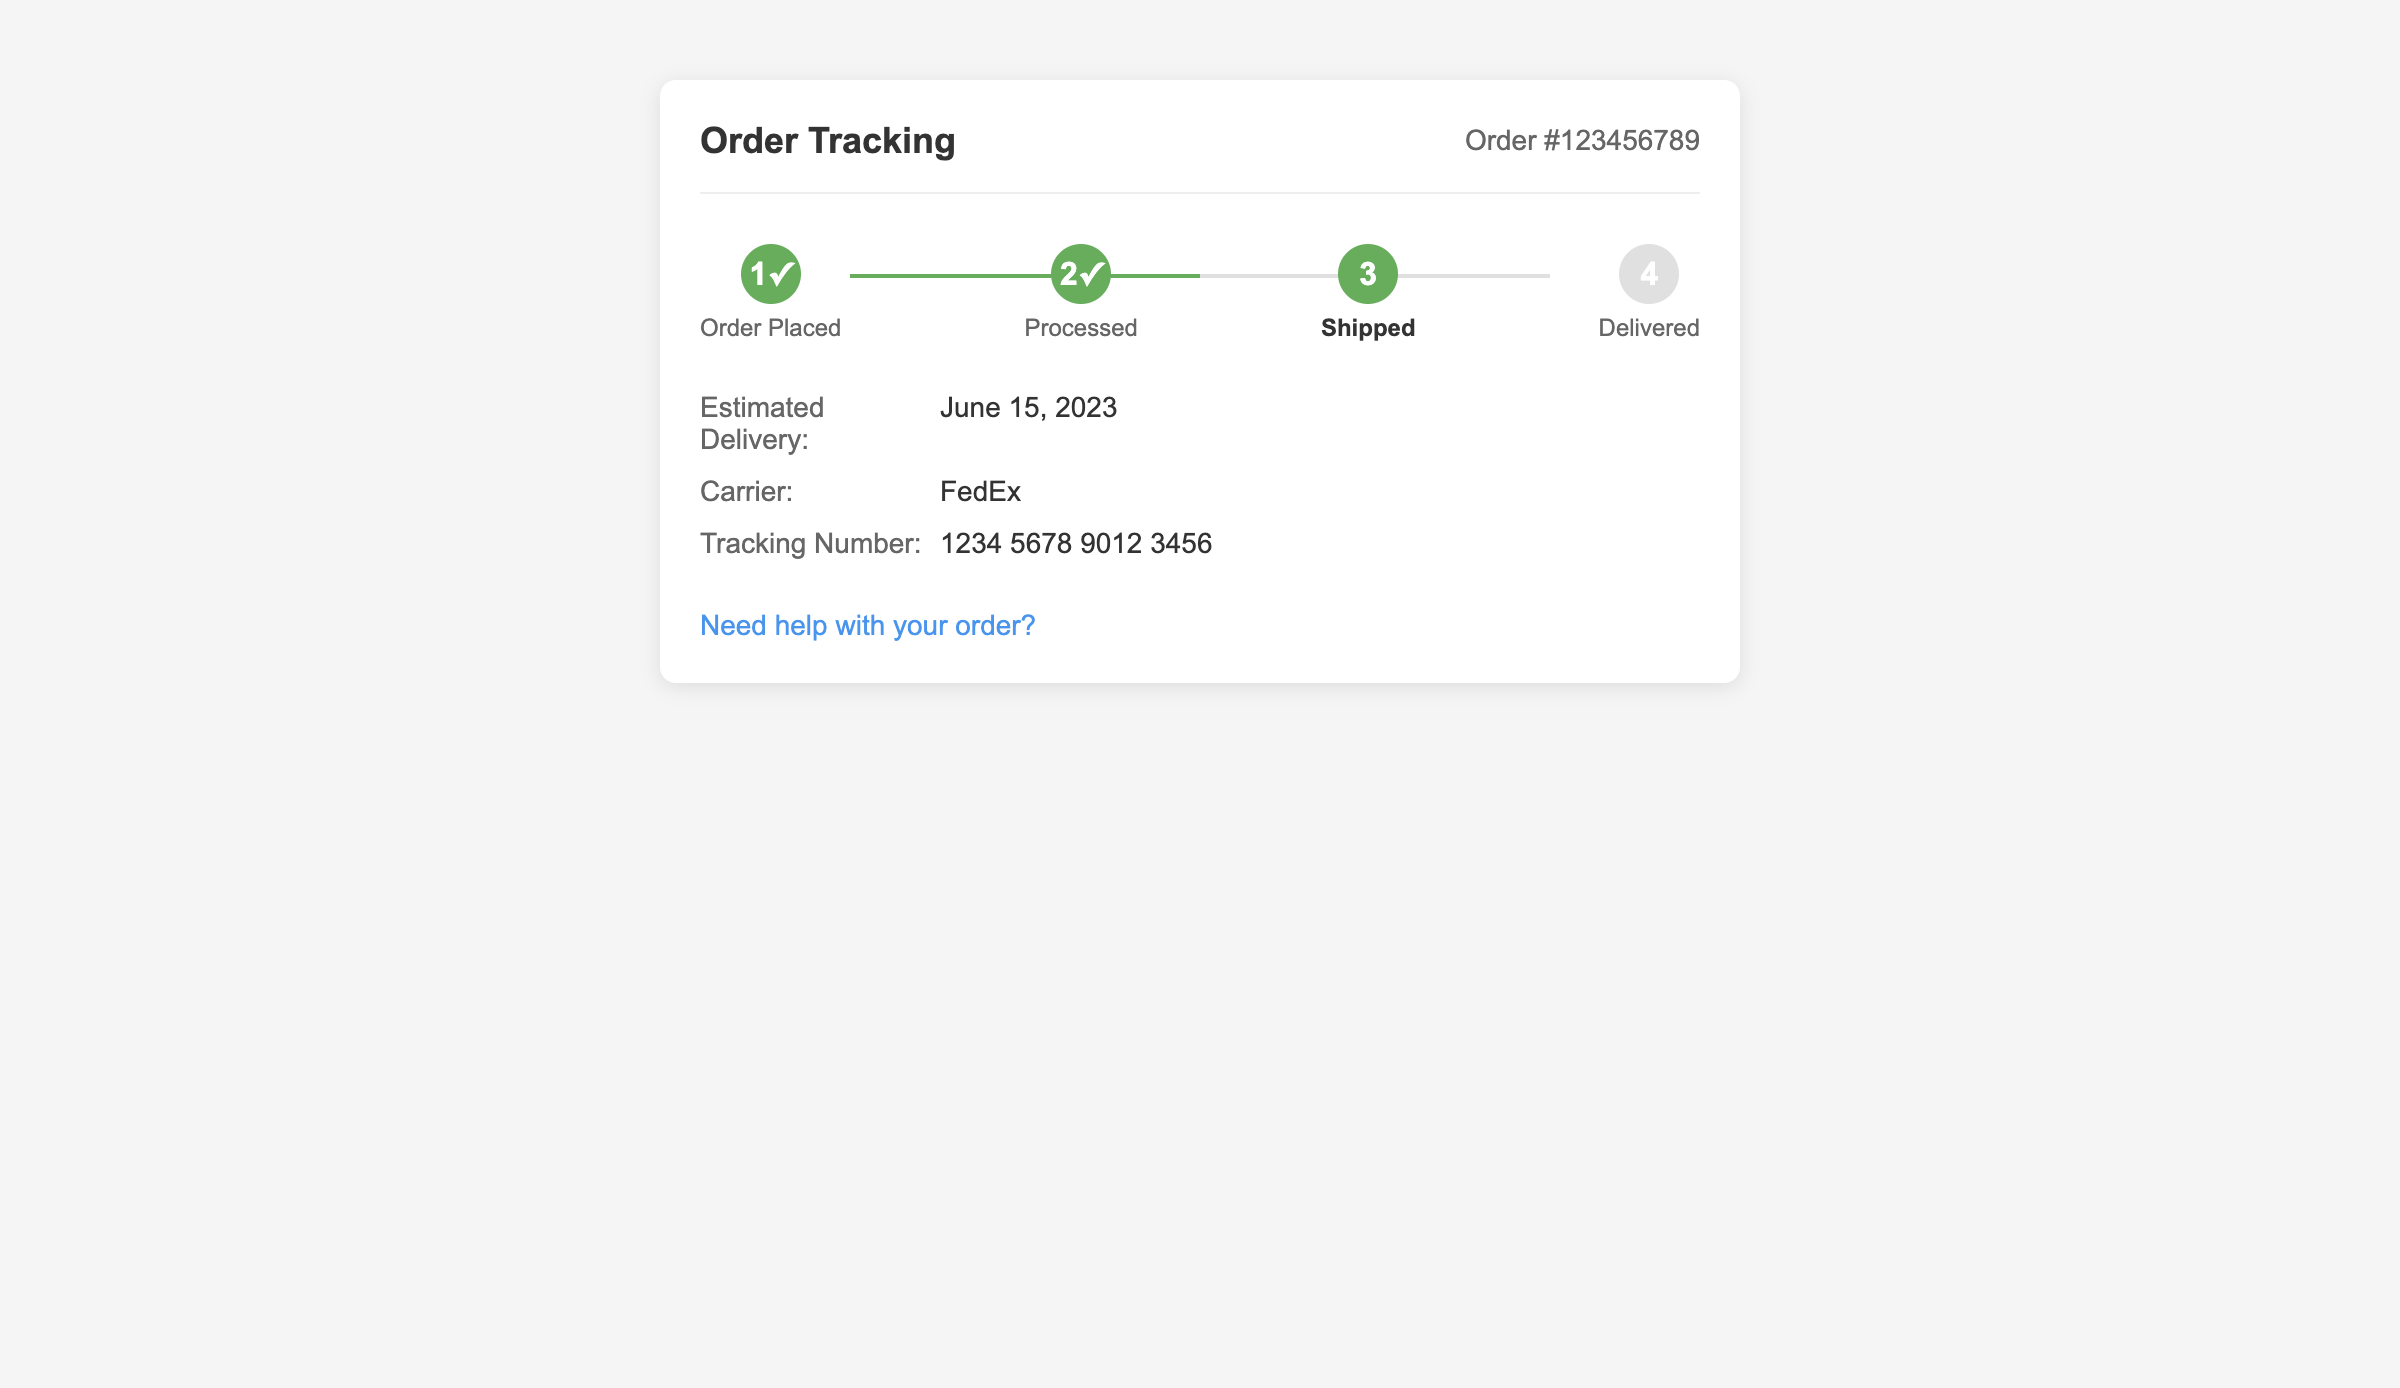 Order Tracking
Order #123456789
1✓
2✓
3
4
Order Placed
Processed
Shipped
Delivered
Estimated
Delivery:
June 15, 2023
Carrier:
FedEx
Tracking Number:
1234 5678 9012 3456
Need help with your order?